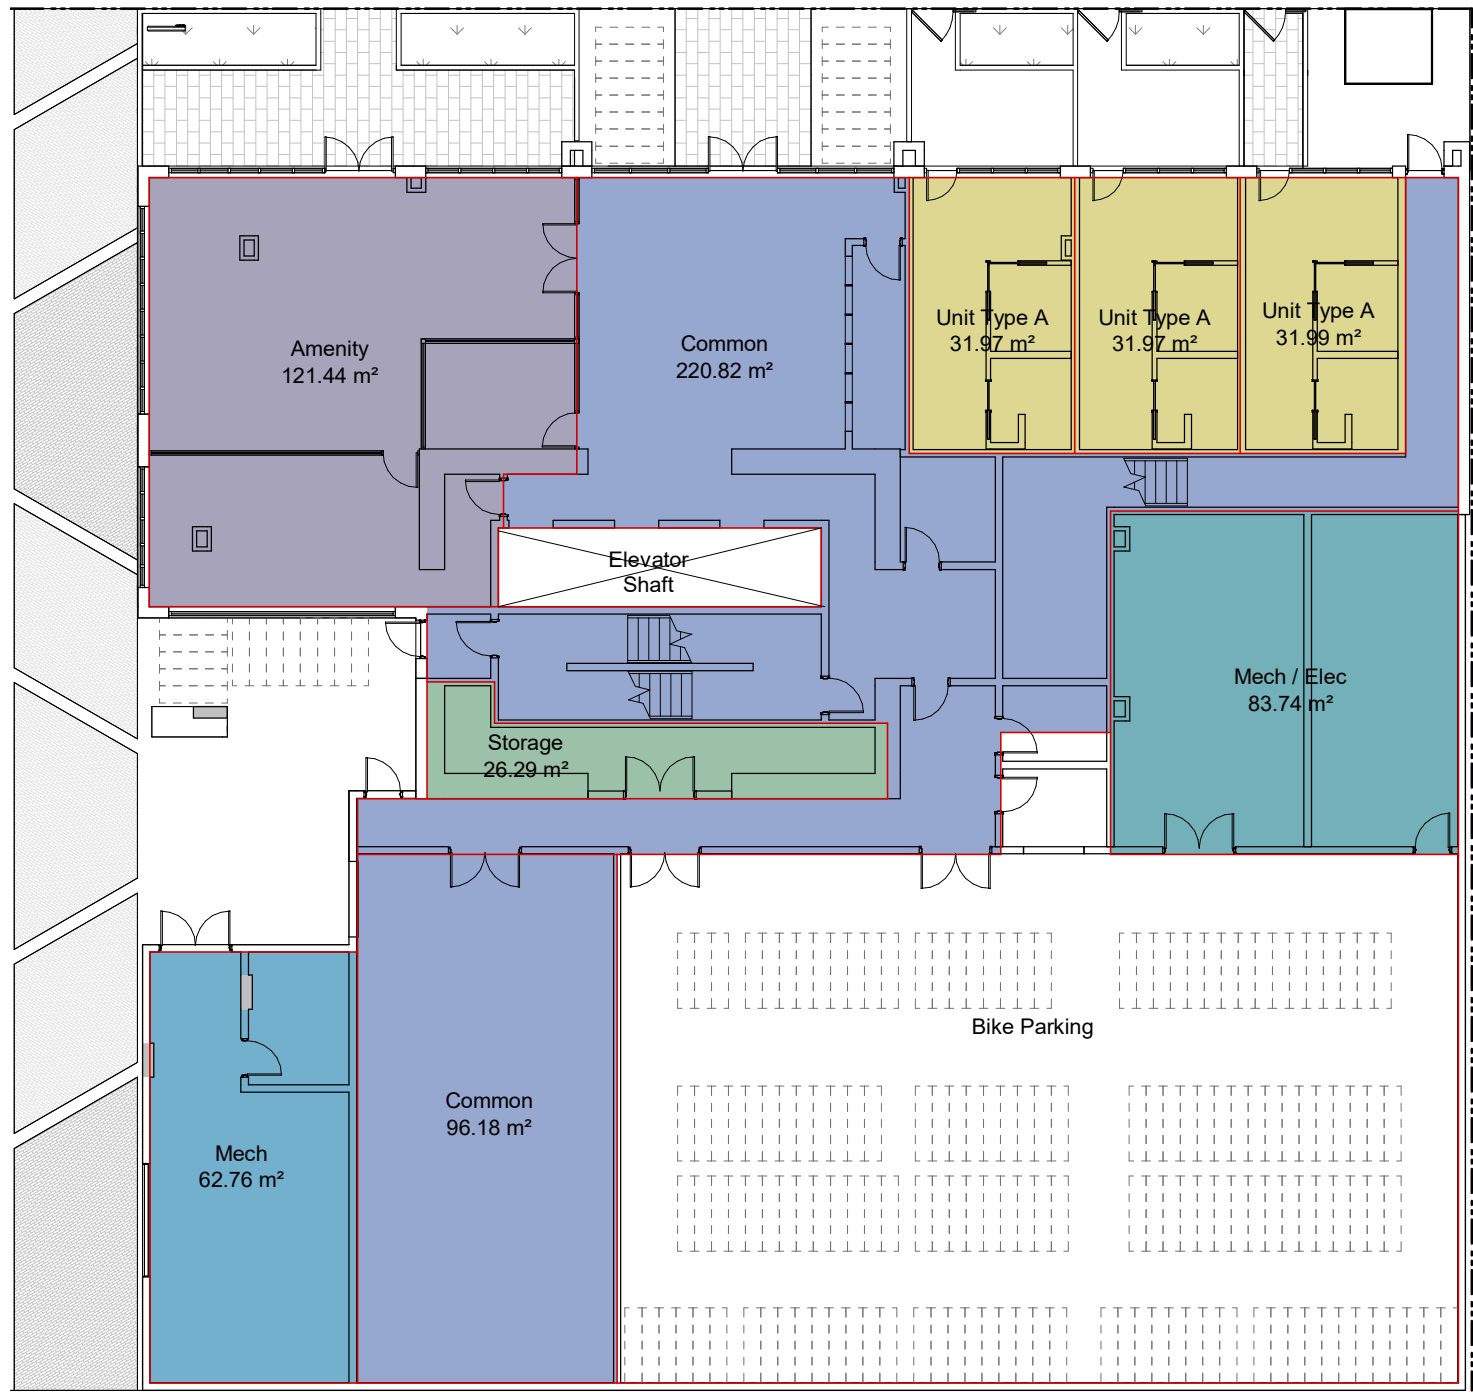 Unit Type A
31.97 m²
Unit Type A
31.97 m²
Unit Type A
31.99 m²
Amenity
121.44 m²
Common
220.82 m²
Elevator
Shaft
Mech / Elec
83.74 m²
Storage
26.29 m²
Bike Parking
Common
96.18 m²
Mech
62.76 m²